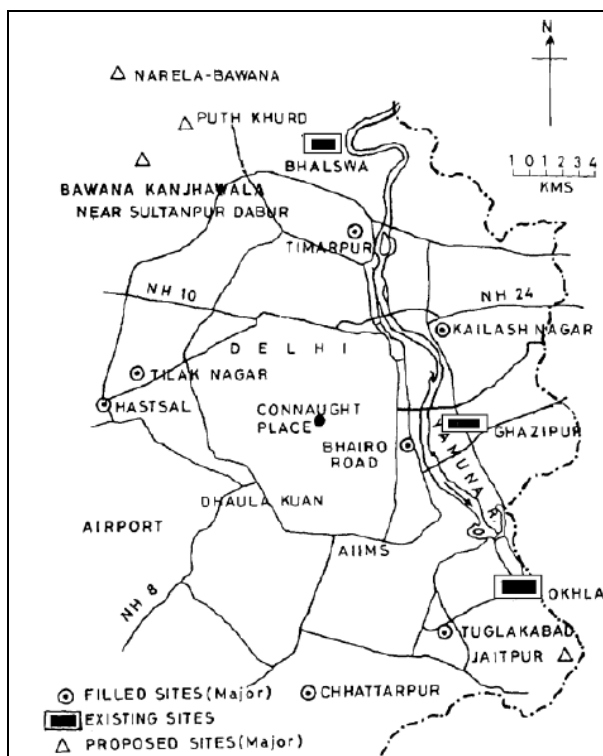 N
NARELA-BAWANA
PUTH KHURD
BHALSWA
1 0 1 2 3 4
KMS
BAWANA KANJHAWALA
NEAR SULTANPUR DABUR
TIMARPUR
NH 10
NH 24
KAILASH NAGAR
DELHI
TILAK NAGAR
HASTSAL
CONNAUGHT
PLACE
GHAZIPUR
BHAIRO
ROAD
YAMUNA R
DHAULA KUAN
AIRPORT
AIIMS
NH 8
OKHLA
TUGLAKABAD
JAITPUR
FILLED SITES (Major)
CHHATTARPUR
EXISTING SITES
PROPOSED SITES (Major)